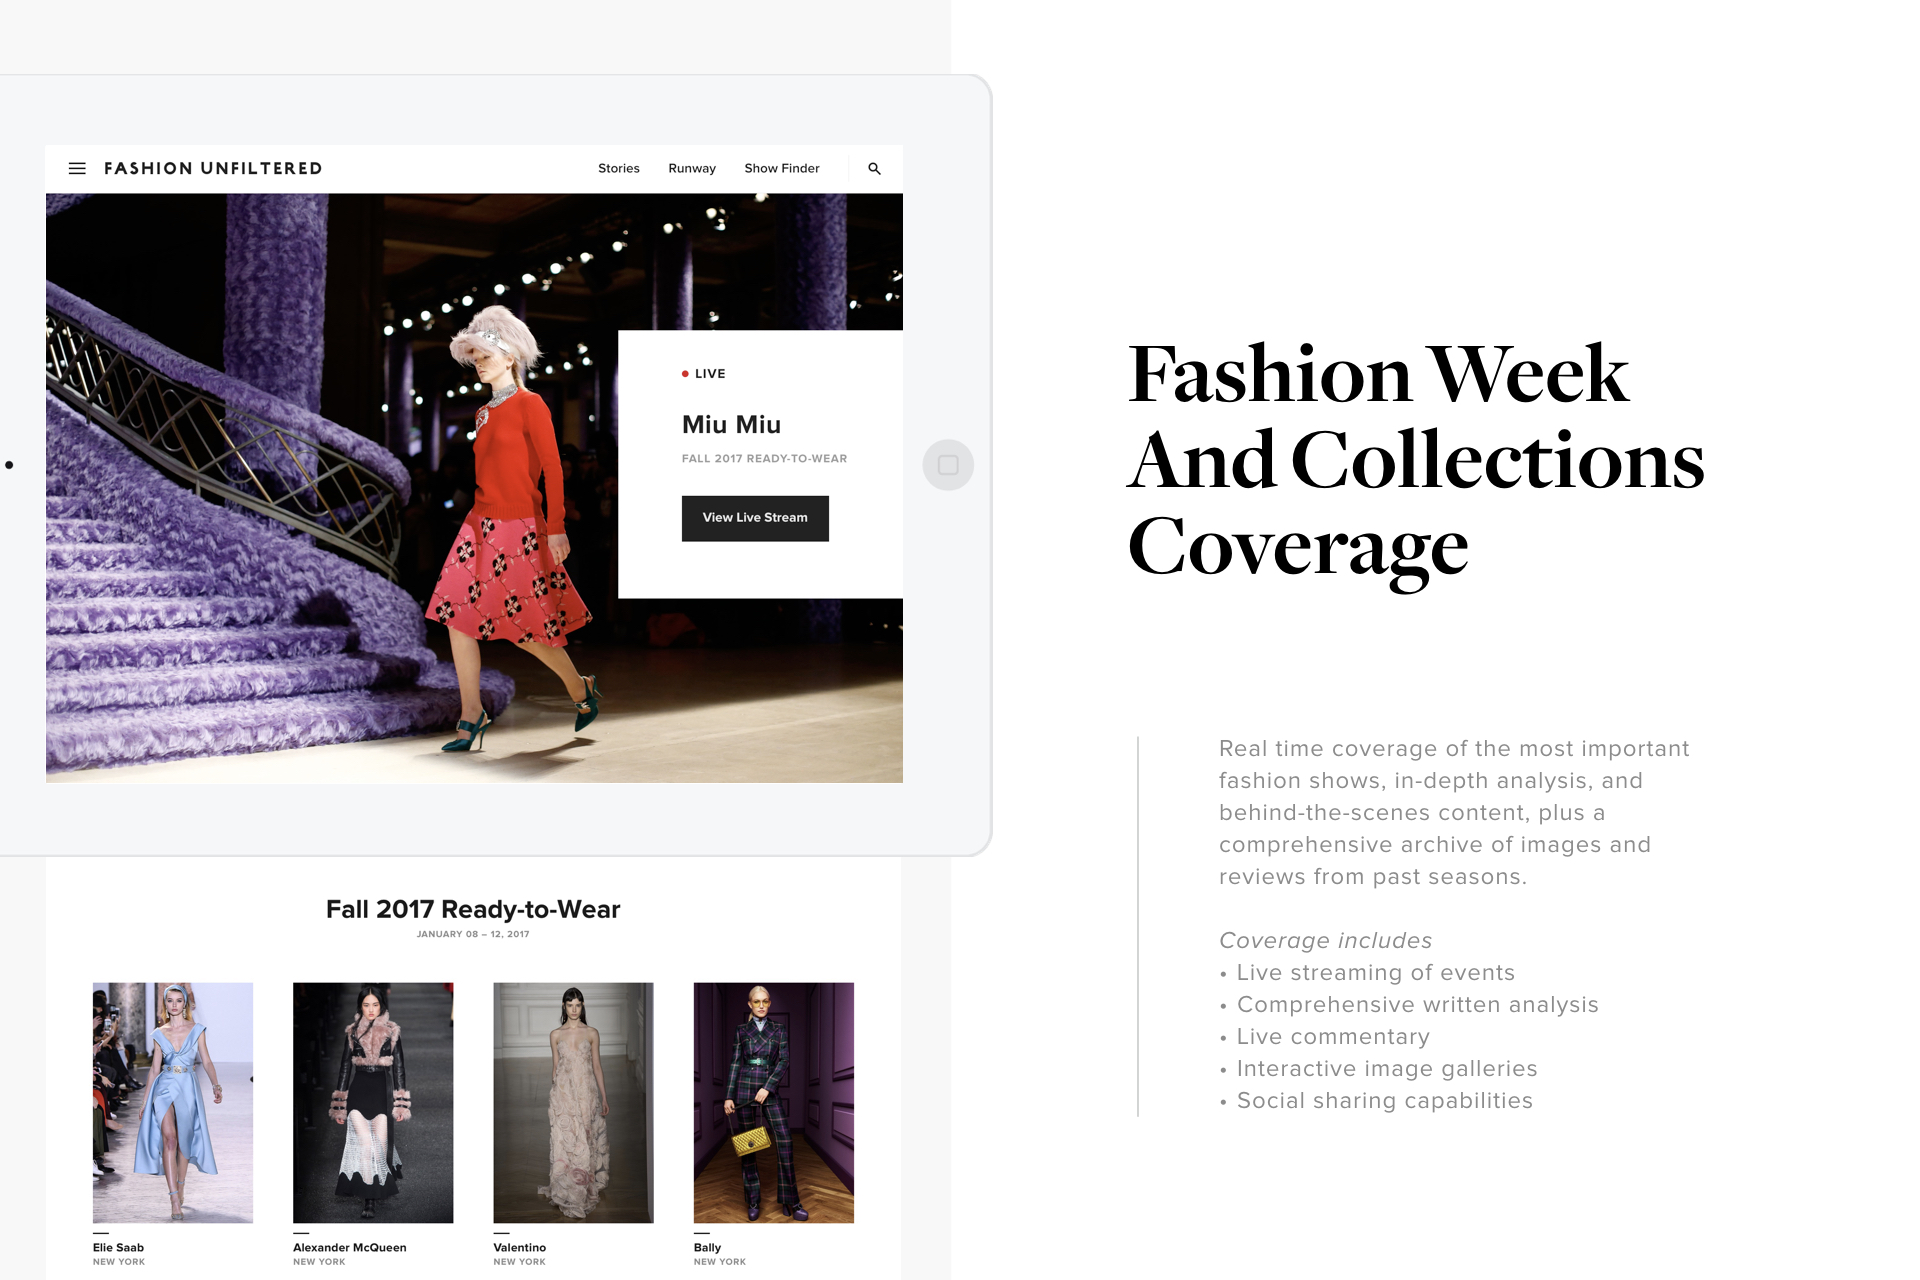 FASHION UNFILTERED
Stories Runway Show Finder
LIVE
Miu Miu
FALL 2017 READY-TO-WEAR
View Live Stream
Fall 2017 Ready-to-Wear
JANUARY 08 – 12, 2017
Elie Saab
NEW YORK
Alexander McQueen
NEW YORK
Valentino
NEW YORK
Bally
NEW YORK
Fashion Week
And Collections
Coverage
Real time coverage of the most important
fashion shows, in-depth analysis, and
behind-the-scenes content, plus a
comprehensive archive of images and
reviews from past seasons.
Coverage includes
• Live streaming of events
• Comprehensive written analysis
• Live commentary
• Interactive image galleries
• Social sharing capabilities